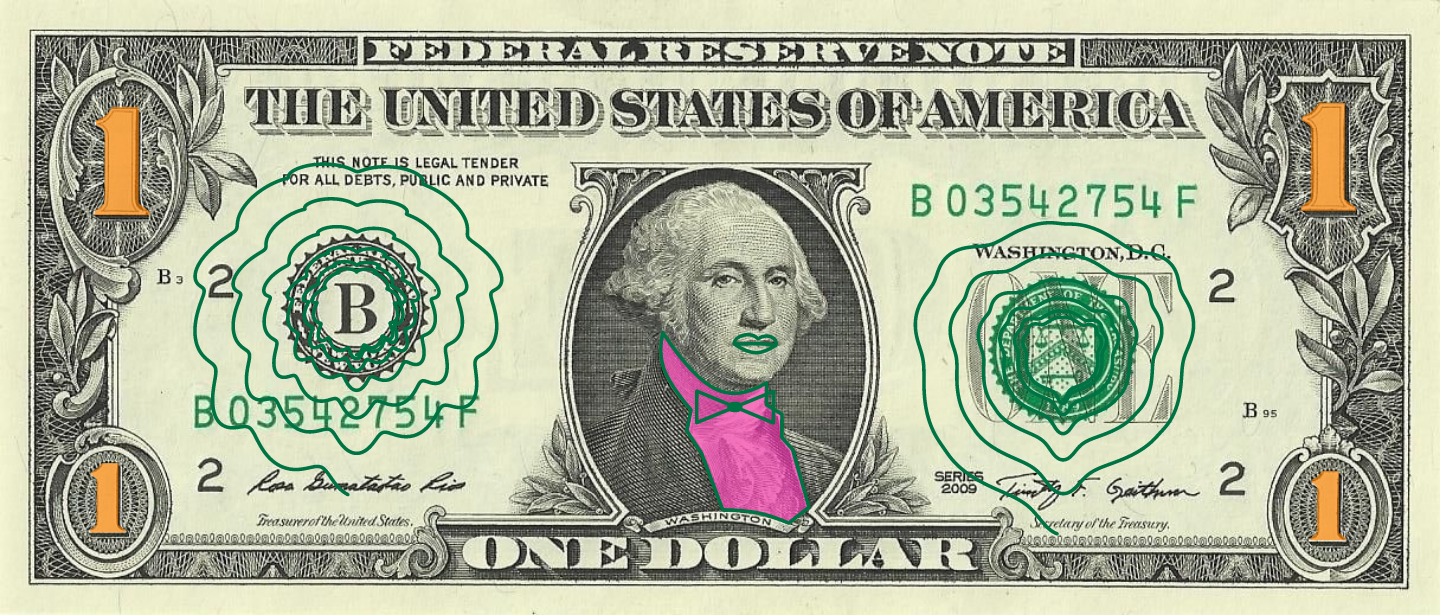 FEDERAL RESERVE NOTE
THE UNITED STATES OF AMERICA
1
1
THIS NOTE IS LEGAL TENDER
FOR ALL DEBTS, PUBLIC AND PRIVATE
B 03542754 F
WASHINGTON, D.C.
B 3
2
2
B
B 03542754 F
B 95
2
Rosa Gumataotao Rios
Treasurer of the United States.
SERIES
2009
Timothy F. Geithner
2
Secretary of the Treasury.
1
1
WASHINGTON
ONE DOLLAR